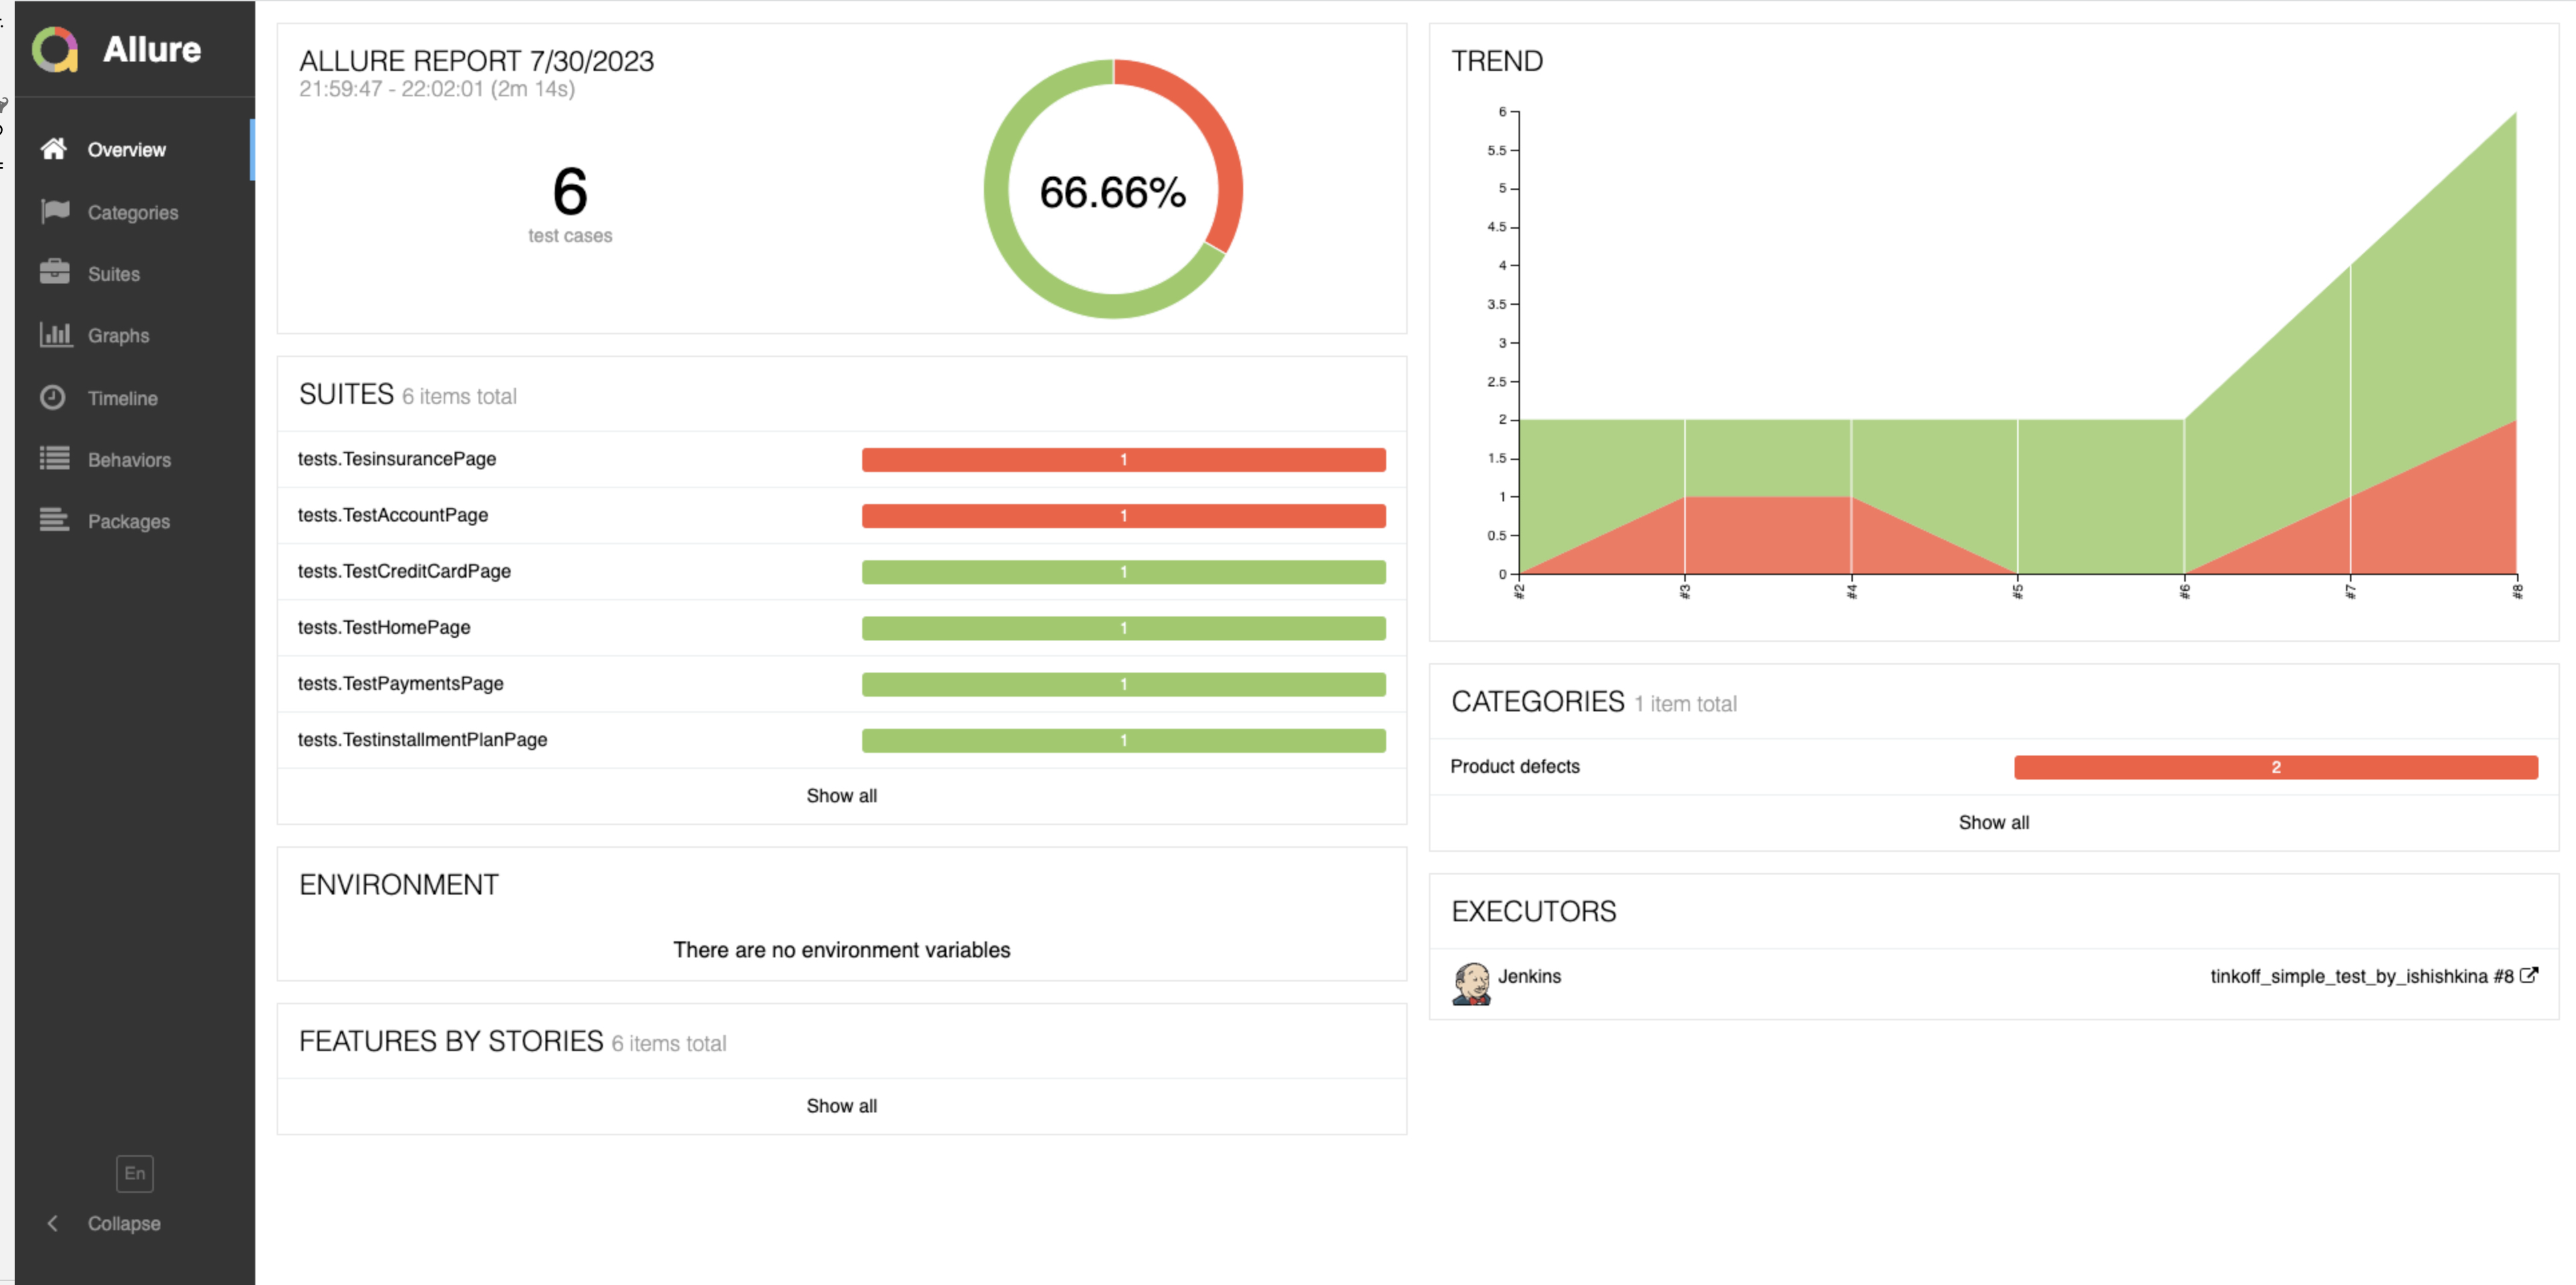 Allure
Overview
Categories
Suites
Graphs
Timeline
Behaviors
Packages
En
Collapse
ALLURE REPORT 7/30/2023
21:59:47 - 22:02:01 (2m 14s)
6
test cases
66.66%
SUITES 6 items total
tests.TesinsurancePage 1
tests.TestAccountPage 1
tests.TestCreditCardPage 1
tests.TestHomePage 1
tests.TestPaymentsPage 1
tests.TestinstallmentPlanPage 1
Show all
ENVIRONMENT
There are no environment variables
FEATURES BY STORIES 6 items total
Show all
TREND
6
5.5
5
4.5
4
3.5
3
2.5
2
1.5
1
0.5
0
#2 #3 #4 #5 #6 #7 #8
CATEGORIES 1 item total
Product defects 2
Show all
EXECUTORS
Jenkins tinkoff_simple_test_by_ishishkina #8